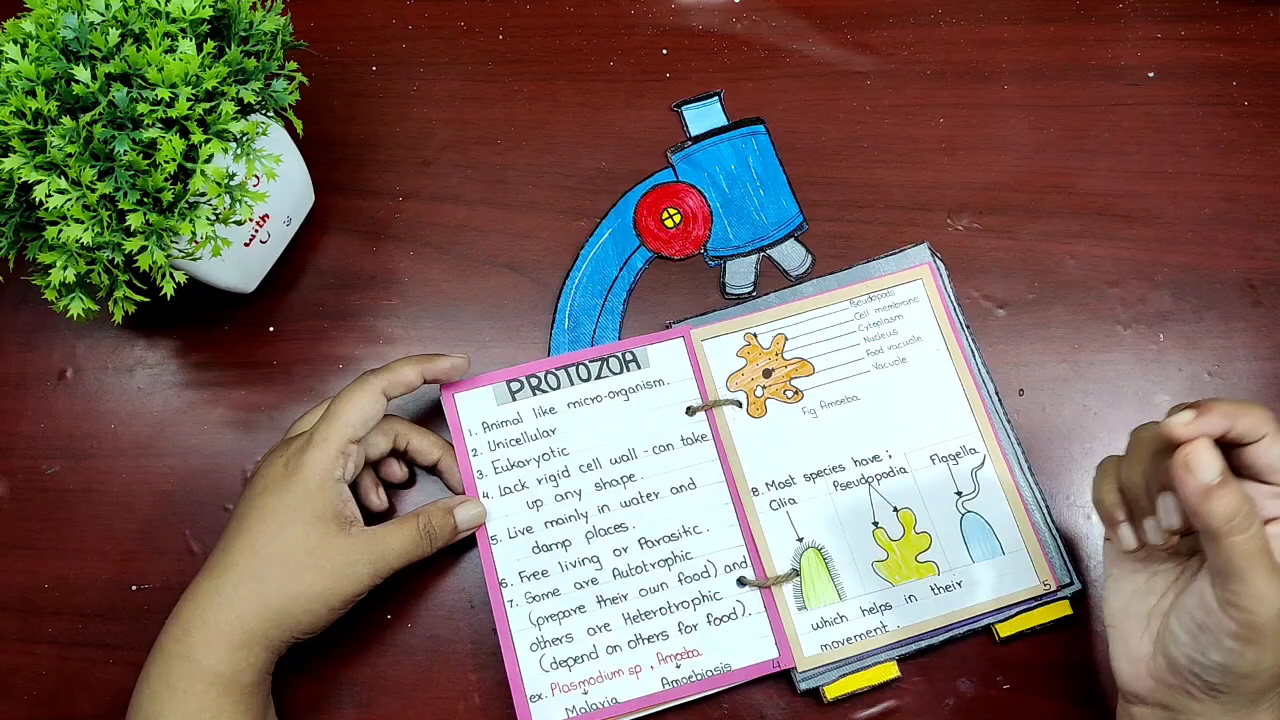 with
PROTOZOA
1. Animal like micro-organism.
2. Unicellular
3. Eukaryotic
4. Lack rigid cell wall - can take
up any shape.
5. Live mainly in water and
damp places.
6. Free living or Parasitic.
7. Some are Autotrophic
(prepare their own food) and
others are Heterotrophic
(depend on others for food).
ex. Plasmodium sp, Amoeba
Malaria Amoebiasis
4.
Pseudopods
Cell membrane
Cytoplasm
Nucleus
Food vacuole
Vacuole
Fig Amoeba
8. Most species have;
Cilia
Pseudopodia
Flagella
which helps in their
movement.
5